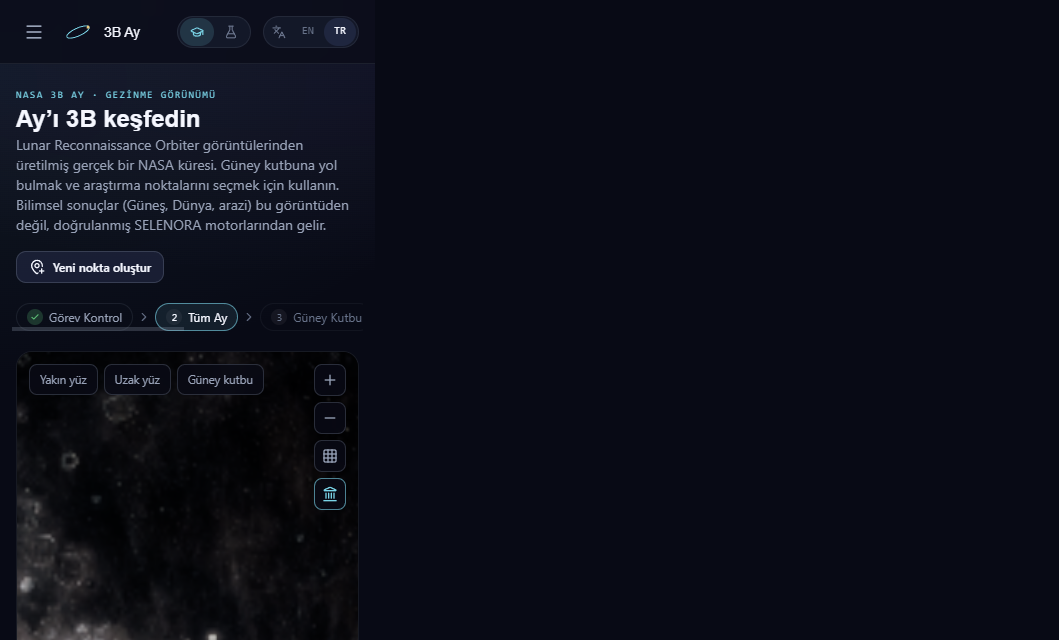 3B Ay
EN
TR
NASA 3B AY · GEZİNME GÖRÜNÜMÜ
Ay’ı 3B keşfedin
Lunar Reconnaissance Orbiter görüntülerinden
üretilmiş gerçek bir NASA küresi. Güney kutbuna yol
bulmak ve araştırma noktalarını seçmek için kullanın.
Bilimsel sonuçlar (Güneş, Dünya, arazi) bu görüntüden
değil, doğrulanmış SELENORA motorlarından gelir.
Yeni nokta oluştur
Görev Kontrol
2 Tüm Ay
3 Güney Kutbu
Yakın yüz
Uzak yüz
Güney kutbu